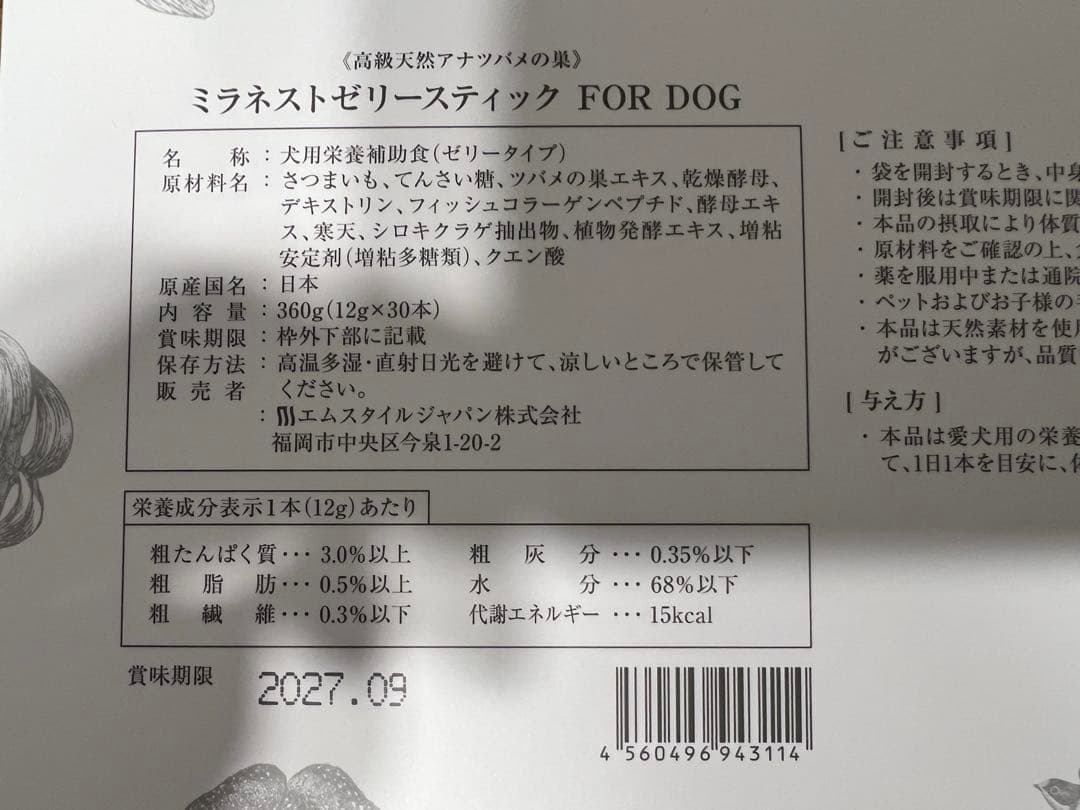 《高級天然アナツバメの巣》
ミラネストゼリースティック FOR DOG
名称：犬用栄養補助食(ゼリータイプ)
原材料名：さつまいも、てんさい糖、ツバメの巣エキス、乾燥酵母、
デキストリン、フィッシュコラーゲンペプチド、酵母エキ
ス、寒天、シロキクラゲ抽出物、植物発酵エキス、増粘
安定剤(増粘多糖類)、クエン酸
原産国名：日本
内容量：360g(12g×30本)
賞味期限：枠外下部に記載
保存方法：高温多湿・直射日光を避けて、涼しいところで保管して
販売者 ください。
：エムスタイルジャパン株式会社
福岡市中央区今泉1-20-2
栄養成分表示1本(12g)あたり
粗たんぱく質･･･3.0%以上 粗灰分･･･0.35%以下
粗脂肪･･･0.5%以上 水分･･･68%以下
粗繊維･･･0.3%以下 代謝エネルギー･･･15kcal
賞味期限 2027.09
4 560496 943114
[ご注意事項]
・袋を開封するとき、中身
・開封後は賞味期限に関
・本品の摂取により体質
・原材料をご確認の上、
・薬を服用中または通院
・ペットおよびお子様の
・本品は天然素材を使用
がございますが、品質
[与え方]
・本品は愛犬用の栄養
て、1日1本を目安に、